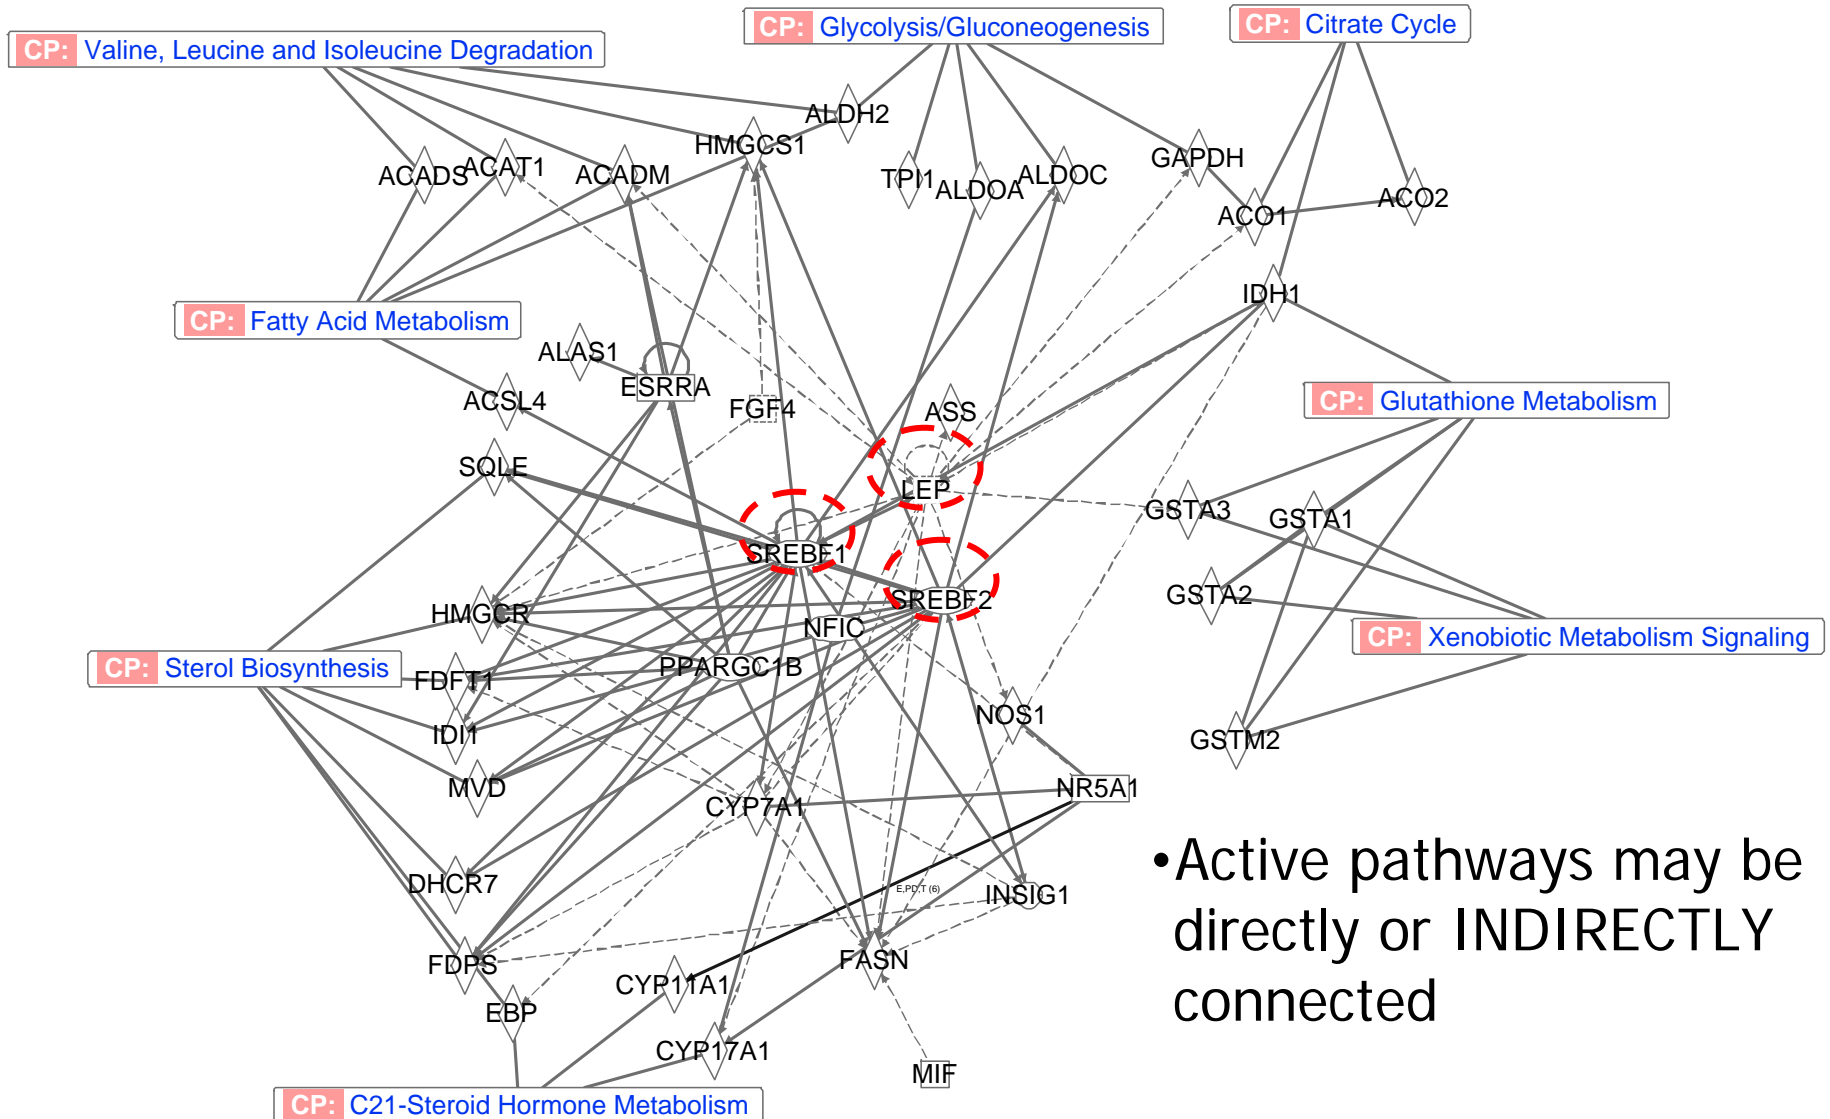 CP: Glycolysis/Gluconeogenesis
CP: Citrate Cycle
CP: Valine, Leucine and Isoleucine Degradation
ALDH2
HMGCS1
GAPDH
ACADS
ACAT1
ACADM
TPI1
ALDOA
ALDOC
ACO2
ACO1
IDH1
CP: Fatty Acid Metabolism
ALAS1
ESRRA
ACSL4
FGF4
ASS
CP: Glutathione Metabolism
SQLE
LEP
GSTA3
GSTA1
SREBF1
SREBF2
GSTA2
HMGCR
NFIC
CP: Xenobiotic Metabolism Signaling
CP: Sterol Biosynthesis
FDFT1
PPARGC1B
IDI1
NOS1
GSTM2
MVD
CYP7A1
NR5A1
•Active pathways may be
directly or INDIRECTLY
connected
DHCR7
E,PD,T (6)
INSIG1
FDPS
FASN
CYP11A1
EBP
CYP17A1
MIF
CP: C21-Steroid Hormone Metabolism